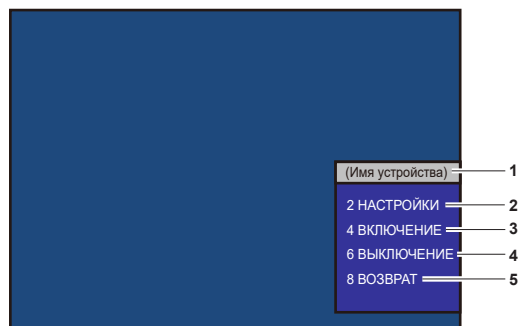 (Имя устройства) 1
2 НАСТРОЙКИ 2
4 ВКЛЮЧЕНИЕ 3
6 ВЫКЛЮЧЕНИЕ 4
8 ВОЗВРАТ 5